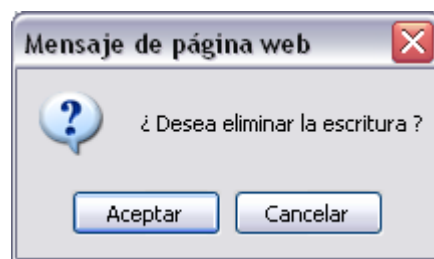 Mensaje de página web
¿ Desea eliminar la escritura ?
Aceptar Cancelar